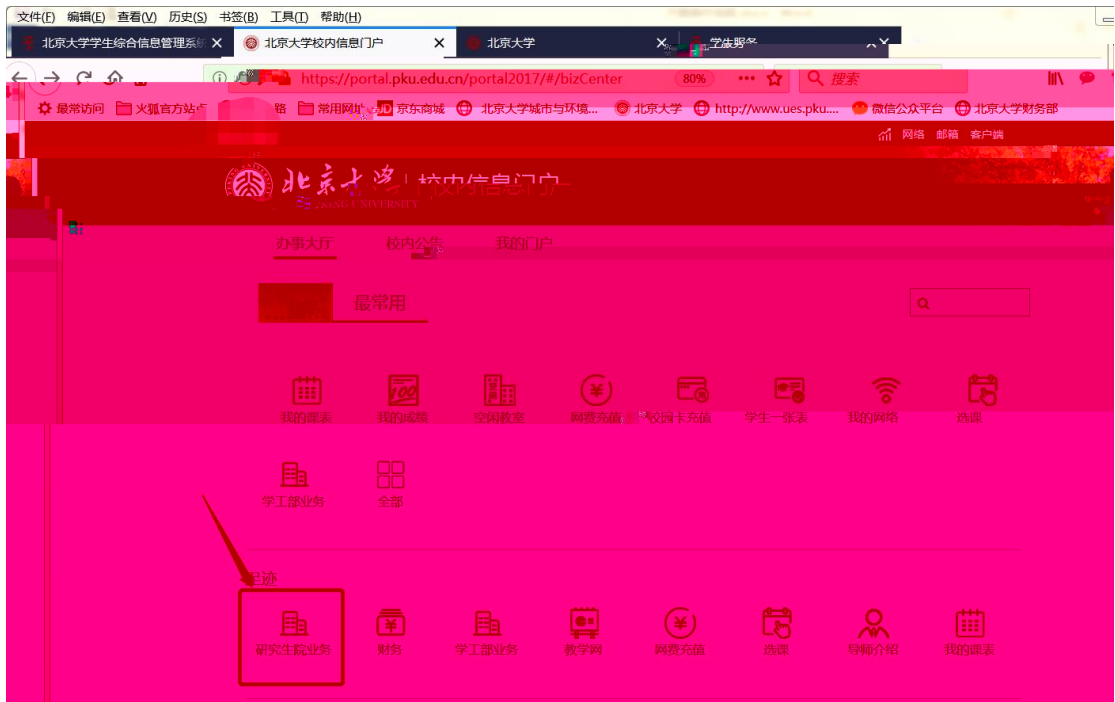 文件(F) 编辑(E) 查看(V) 历史(S) 书签(B) 工具(T) 帮助(H)
北京大学学生综合信息管理系统 北京大学校内信息门户 北京大学
https://portal.pku.edu.cn/portal2017/#/bizCenter 80% 搜索
最常访问 火狐官方站点 常用网址 京东商城 北京大学城市与环境... 北京大学 http://www.ues.pku.... 微信公众平台 北京大学财务部
网络 邮箱 客户端
北京大学 校内信息门户
办事大厅 校内公告 我的门户
最常用
我的课表 我的成绩 空闲教室 网费充值 校园卡充值 学生一张表 我的网络 选课
学工部业务 全部
足迹
研究生院业务 财务 学工部业务 教学网 网费充值 选课 导师介绍 我的课表